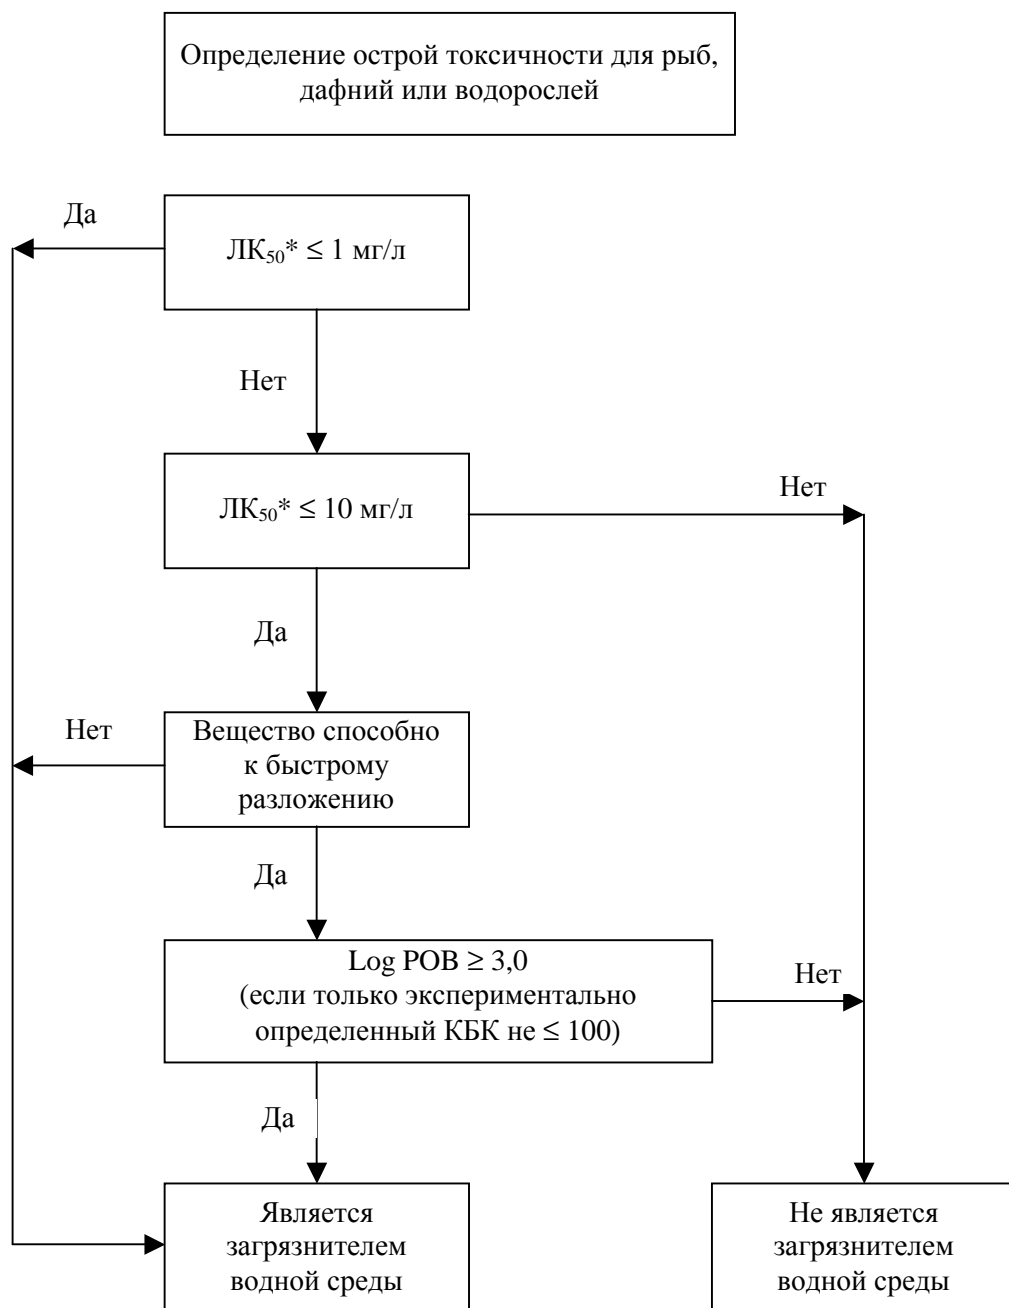 Определение острой токсичности для рыб,
дафний или водорослей
Да
ЛК₅₀* ≤ 1 мг/л
Нет
ЛК₅₀* ≤ 10 мг/л
Нет
Да
Нет
Вещество способно
к быстрому
разложению
Да
Log POB ≥ 3,0
(если только экспериментально
определенный КБК не ≤ 100)
Нет
Да
Является
загрязнителем
водной среды
Не является
загрязнителем
водной среды